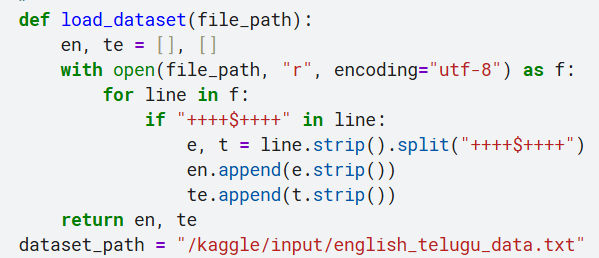 def load_dataset(file_path):
    en, te = [], []
    with open(file_path, "r", encoding="utf-8") as f:
        for line in f:
            if "++++$++++" in line:
                e, t = line.strip().split("++++$++++")
                en.append(e.strip())
                te.append(t.strip())
    return en, te
dataset_path = "/kaggle/input/english_telugu_data.txt"